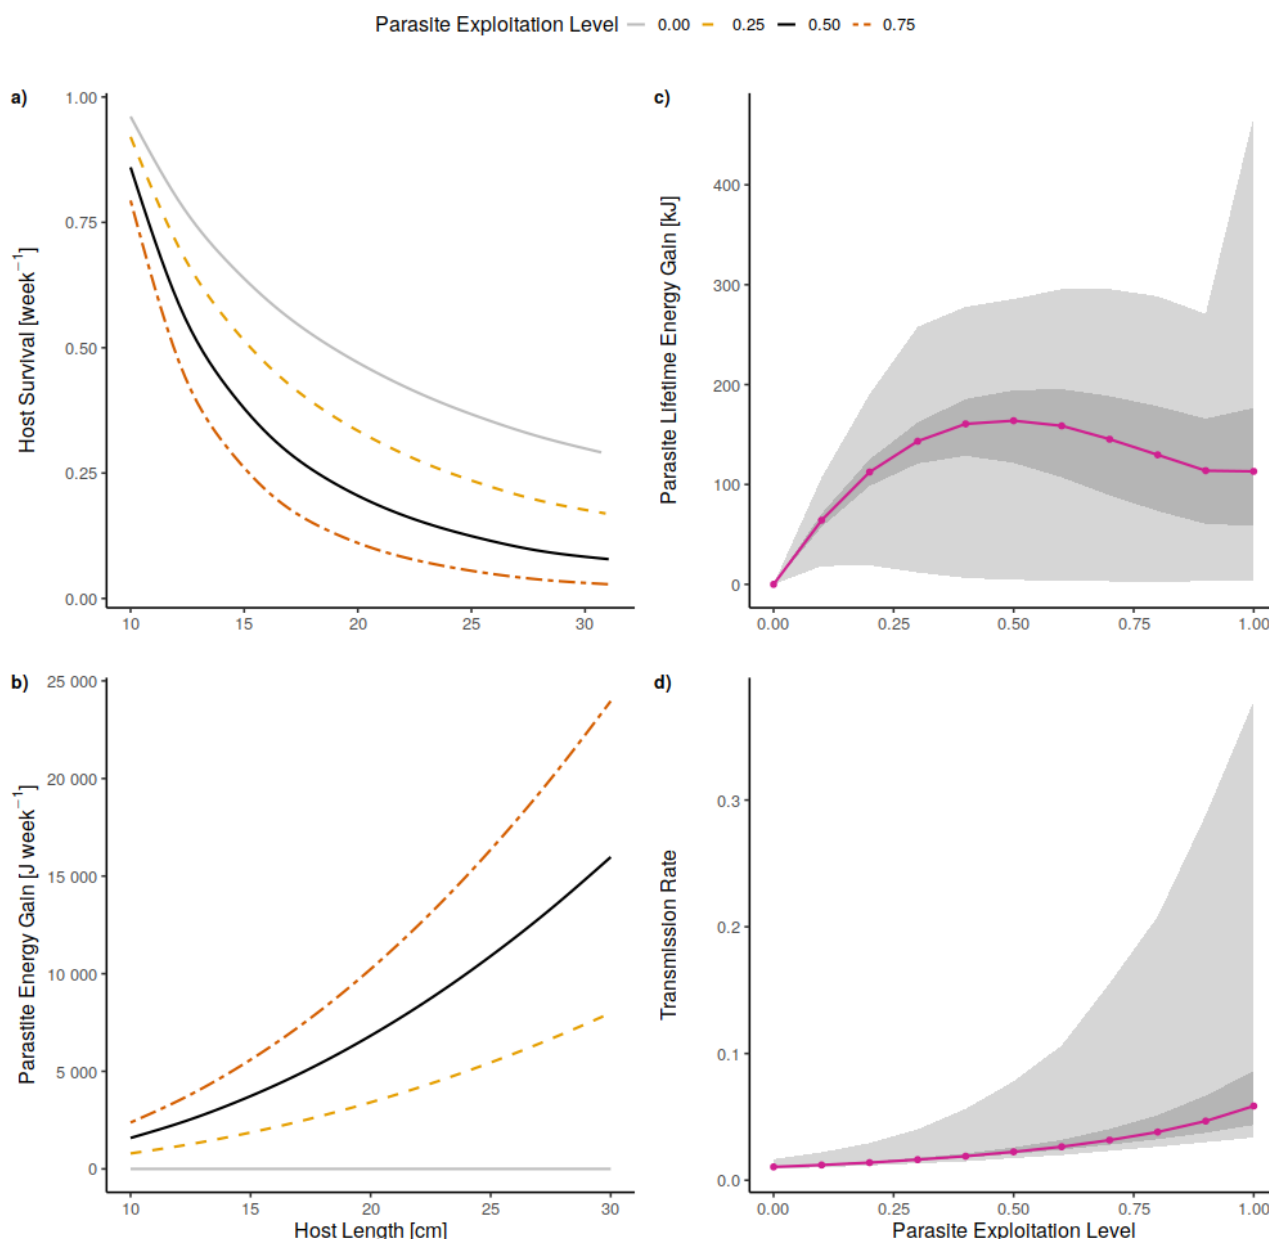 Parasite Exploitation Level 0.00 0.25 0.50 0.75
a)
Host Survival [week⁻¹]
1.00
0.75
0.50
0.25
0.00
10 15 20 25 30
c)
Parasite Lifetime Energy Gain [kJ]
400
300
200
100
0
0.00 0.25 0.50 0.75 1.00
b)
Parastite Energy Gain [J week⁻¹]
25 000
20 000
15 000
10 000
5 000
0
10 15 20 25 30
Host Length [cm]
d)
Transmission Rate
0.3
0.2
0.1
0.0
0.00 0.25 0.50 0.75 1.00
Parasite Exploitation Level